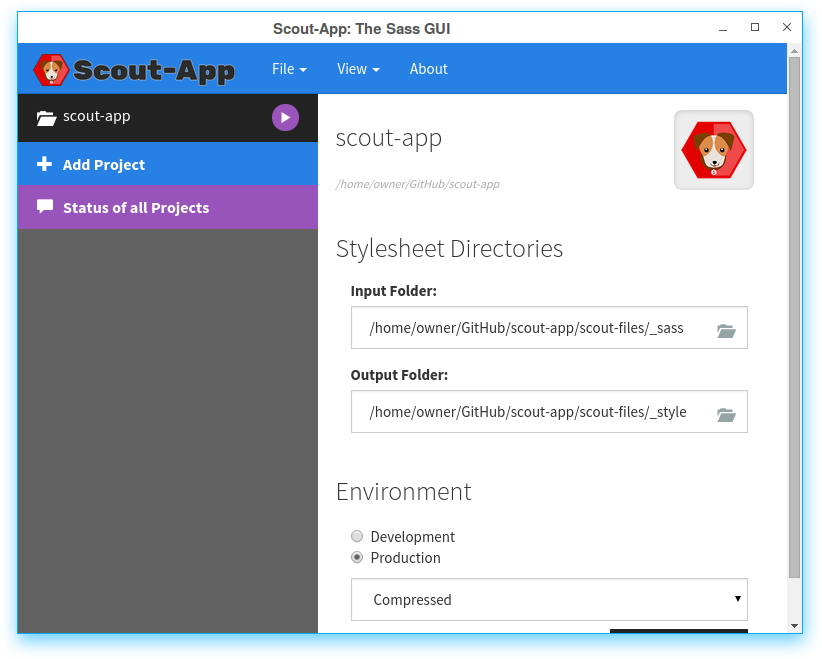 Scout-App: The Sass GUI
Scout-App
File View About
scout-app
Add Project
Status of all Projects
scout-app
/home/owner/GitHub/scout-app
Stylesheet Directories
Input Folder:
/home/owner/GitHub/scout-app/scout-files/_sass
Output Folder:
/home/owner/GitHub/scout-app/scout-files/_style
Environment
Development
Production
Compressed